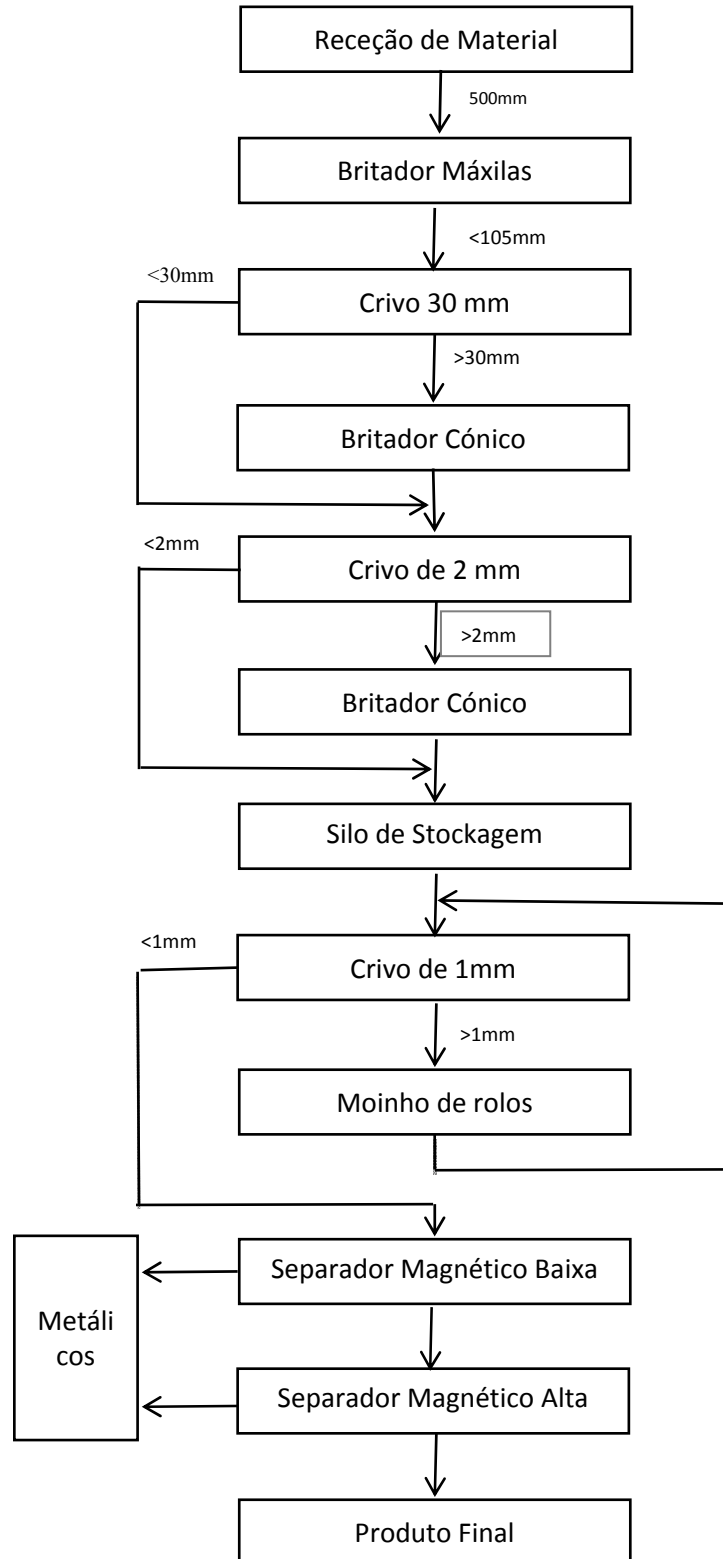 Receção de Material
500mm
Britador Máxilas
<105mm
<30mm
Crivo 30 mm
>30mm
Britador Cónico
<2mm
Crivo de 2 mm
>2mm
Britador Cónico
Silo de Stockagem
<1mm
Crivo de 1mm
>1mm
Moinho de rolos
Separador Magnético Baixa
Metáli
cos
Separador Magnético Alta
Produto Final